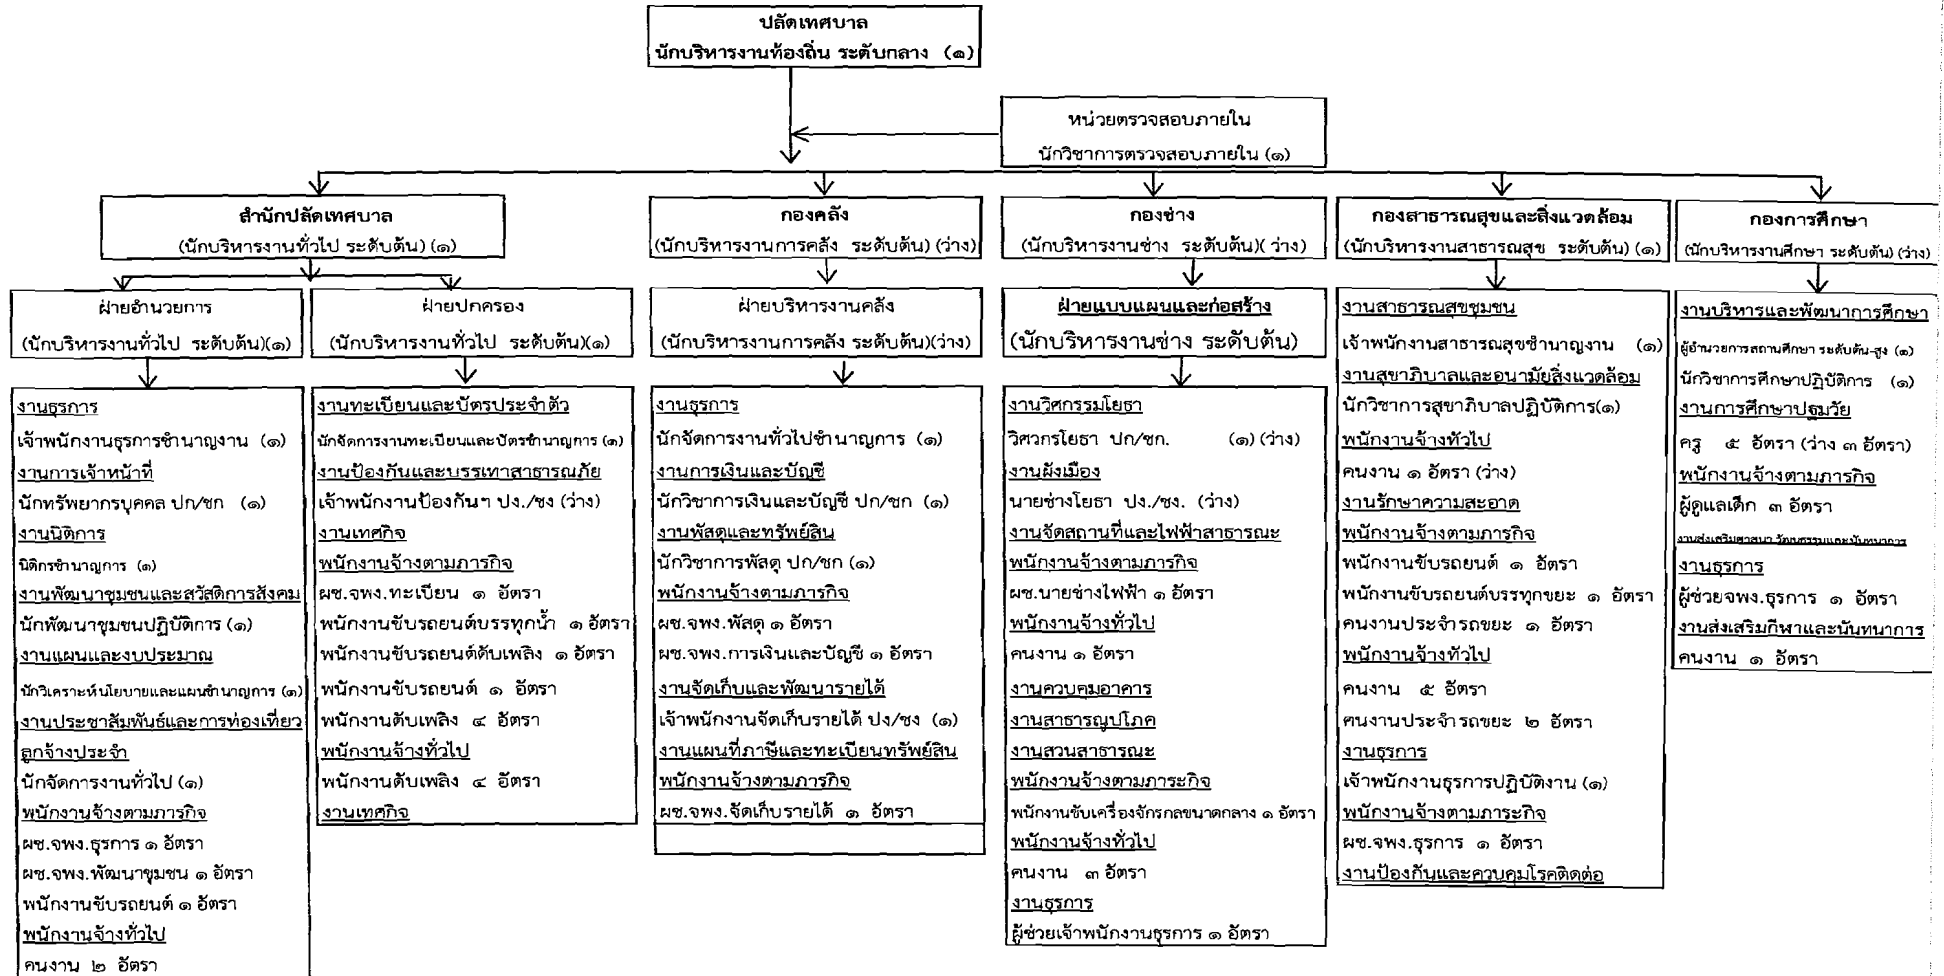 ปลัดเทศบาล
นักบริหารงานท้องถิ่น ระดับกลาง (๑)
หน่วยตรวจสอบภายใน
นักวิชาการตรวจสอบภายใน (๑)
สำนักปลัดเทศบาล
(นักบริหารงานทั่วไป ระดับต้น) (๑)
กองคลัง
(นักบริหารงานการคลัง ระดับต้น) (ว่าง)
กองช่าง
(นักบริหารงานช่าง ระดับต้น)( ว่าง)
กองสาธารณสุขและสิ่งแวดล้อม
(นักบริหารงานสาธารณสุข ระดับต้น) (๑)
กองการศึกษา
(นักบริหารงานศึกษา ระดับต้น) (ว่าง)
ฝ่ายอำนวยการ
(นักบริหารงานทั่วไป ระดับต้น)(๑)
งานธุรการ
เจ้าพนักงานธุรการชำนาญงาน (๑)
งานการเจ้าหน้าที่
นักทรัพยากรบุคคล ปก/ชก (๑)
งานนิติการ
นิติกรชำนาญการ (๑)
งานพัฒนาชุมชนและสวัสดิการสังคม
นักพัฒนาชุมชนปฏิบัติการ (๑)
งานแผนและงบประมาณ
นักวิเคราะห์นโยบายและแผนชำนาญการ (๑)
งานประชาสัมพันธ์และการท่องเที่ยว
ลูกจ้างประจำ
นักจัดการงานทั่วไป (๑)
พนักงานจ้างตามภารกิจ
ผช.จพง.ธุรการ ๑ อัตรา
ผช.จพง.พัฒนาชุมชน ๑ อัตรา
พนักงานขับรถยนต์ ๑ อัตรา
พนักงานจ้างทั่วไป
คนงาน ๒ อัตรา
ฝ่ายปกครอง
(นักบริหารงานทั่วไป ระดับต้น)(๑)
งานทะเบียนและบัตรประจำตัว
นักจัดการงานทะเบียนและบัตรชำนาญการ (๑)
งานป้องกันและบรรเทาสาธารณภัย
เจ้าพนักงานป้องกันฯ ปง./ชง (ว่าง)
งานเทศกิจ
พนักงานจ้างตามภารกิจ
ผช.จพง.ทะเบียน ๑ อัตรา
พนักงานขับรถยนต์บรรทุกน้ำ ๑ อัตรา
พนักงานขับรถยนต์ดับเพลิง ๑ อัตรา
พนักงานขับรถยนต์ ๑ อัตรา
พนักงานดับเพลิง ๔ อัตรา
พนักงานจ้างทั่วไป
พนักงานดับเพลิง ๔ อัตรา
งานเทศกิจ
ฝ่ายบริหารงานคลัง
(นักบริหารงานการคลัง ระดับต้น)(ว่าง)
งานธุรการ
นักจัดการงานทั่วไปชำนาญการ (๑)
งานการเงินและบัญชี
นักวิชาการเงินและบัญชี ปก/ชก (๑)
งานพัสดุและทรัพย์สิน
นักวิชาการพัสดุ ปก/ชก (๑)
พนักงานจ้างตามภารกิจ
ผช.จพง.พัสดุ ๑ อัตรา
ผช.จพง.การเงินและบัญชี ๑ อัตรา
งานจัดเก็บและพัฒนารายได้
เจ้าพนักงานจัดเก็บรายได้ ปง/ชง (๑)
งานแผนที่ภาษีและทะเบียนทรัพย์สิน
พนักงานจ้างตามภารกิจ
ผช.จพง.จัดเก็บรายได้ ๑ อัตรา
ฝ่ายแบบแผนและก่อสร้าง
(นักบริหารงานช่าง ระดับต้น)
งานวิศกรรมโยธา
วิศวกรโยธา ปก/ชก. (๑) (ว่าง)
งานผังเมือง
นายช่างโยธา ปง./ชง. (ว่าง)
งานจัดสถานที่และไฟฟ้าสาธารณะ
พนักงานจ้างตามภารกิจ
ผช.นายช่างไฟฟ้า ๑ อัตรา
พนักงานจ้างทั่วไป
คนงาน ๑ อัตรา
งานควบคุมอาคาร
งานสาธารณูปโภค
งานสวนสาธารณะ
พนักงานจ้างตามภาระกิจ
พนักงานขับเครื่องจักรกลขนาดกลาง ๑ อัตรา
พนักงานจ้างทั่วไป
คนงาน ๓ อัตรา
งานธุรการ
ผู้ช่วยเจ้าพนักงานธุรการ ๑ อัตรา
งานสาธารณสุขชุมชน
เจ้าพนักงานสาธารณสุขชำนาญงาน (๑)
งานสุขาภิบาลและอนามัยสิ่งแวดล้อม
นักวิชาการสุขาภิบาลปฏิบัติการ(๑)
พนักงานจ้างทั่วไป
คนงาน ๑ อัตรา (ว่าง)
งานรักษาความสะอาด
พนักงานจ้างตามภารกิจ
พนักงานขับรถยนต์ ๑ อัตรา
พนักงานขับรถยนต์บรรทุกขยะ ๑ อัตรา
คนงานประจำรถขยะ ๑ อัตรา
พนักงานจ้างทั่วไป
คนงาน ๕ อัตรา
คนงานประจำรถขยะ ๒ อัตรา
งานธุรการ
เจ้าพนักงานธุรการปฏิบัติงาน (๑)
พนักงานจ้างตามภาระกิจ
ผช.จพง.ธุรการ ๑ อัตรา
งานป้องกันและควบคุมโรคติดต่อ
งานบริหารและพัฒนาการศึกษา
ผู้อำนวยการสถานศึกษา ระดับต้น-สูง (๑)
นักวิชาการศึกษาปฏิบัติการ (๑)
งานการศึกษาปฐมวัย
ครู ๕ อัตรา (ว่าง ๓ อัตรา)
พนักงานจ้างตามภารกิจ
ผู้ดูแลเด็ก ๓ อัตรา
งานส่งเสริมศาสนา วัฒนธรรมและนันทนาการ
งานธุรการ
ผู้ช่วยจพง.ธุรการ ๑ อัตรา
งานส่งเสริมกีฬาและนันทนาการ
คนงาน ๑ อัตรา